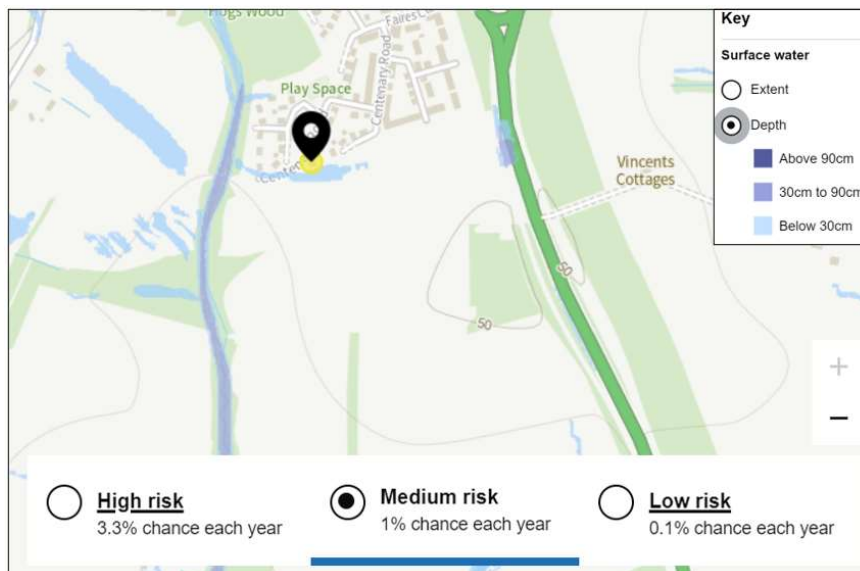 Hogs Wood
Faires C
Centenary Road
Play Space
Cente
Vincents
Cottages
50
50
Key
Surface water
Extent
Depth
Above 90cm
30cm to 90cm
Below 30cm
+
−
High risk
3.3% chance each year
Medium risk
1% chance each year
Low risk
0.1% chance each year